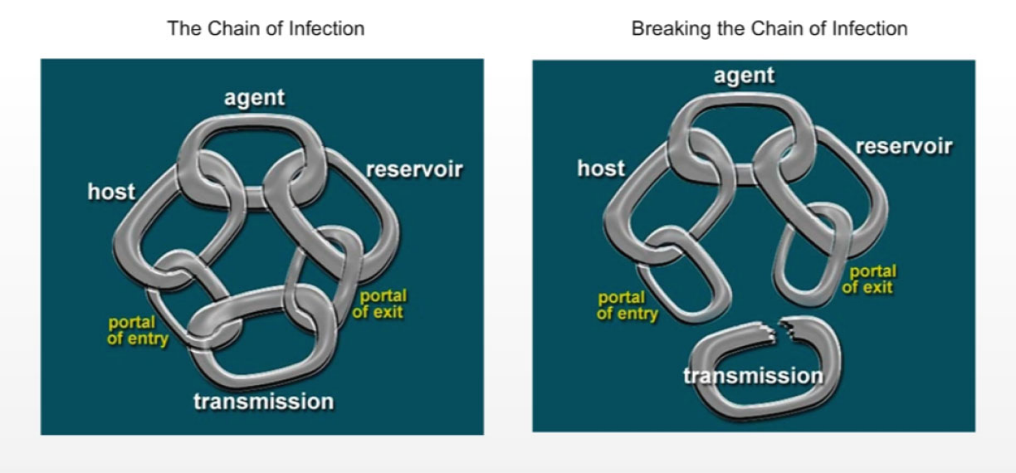 The Chain of Infection
agent
reservoir
host
portal
of exit
portal
of entry
transmission
Breaking the Chain of Infection
agent
reservoir
host
portal
of exit
portal
of entry
transmission